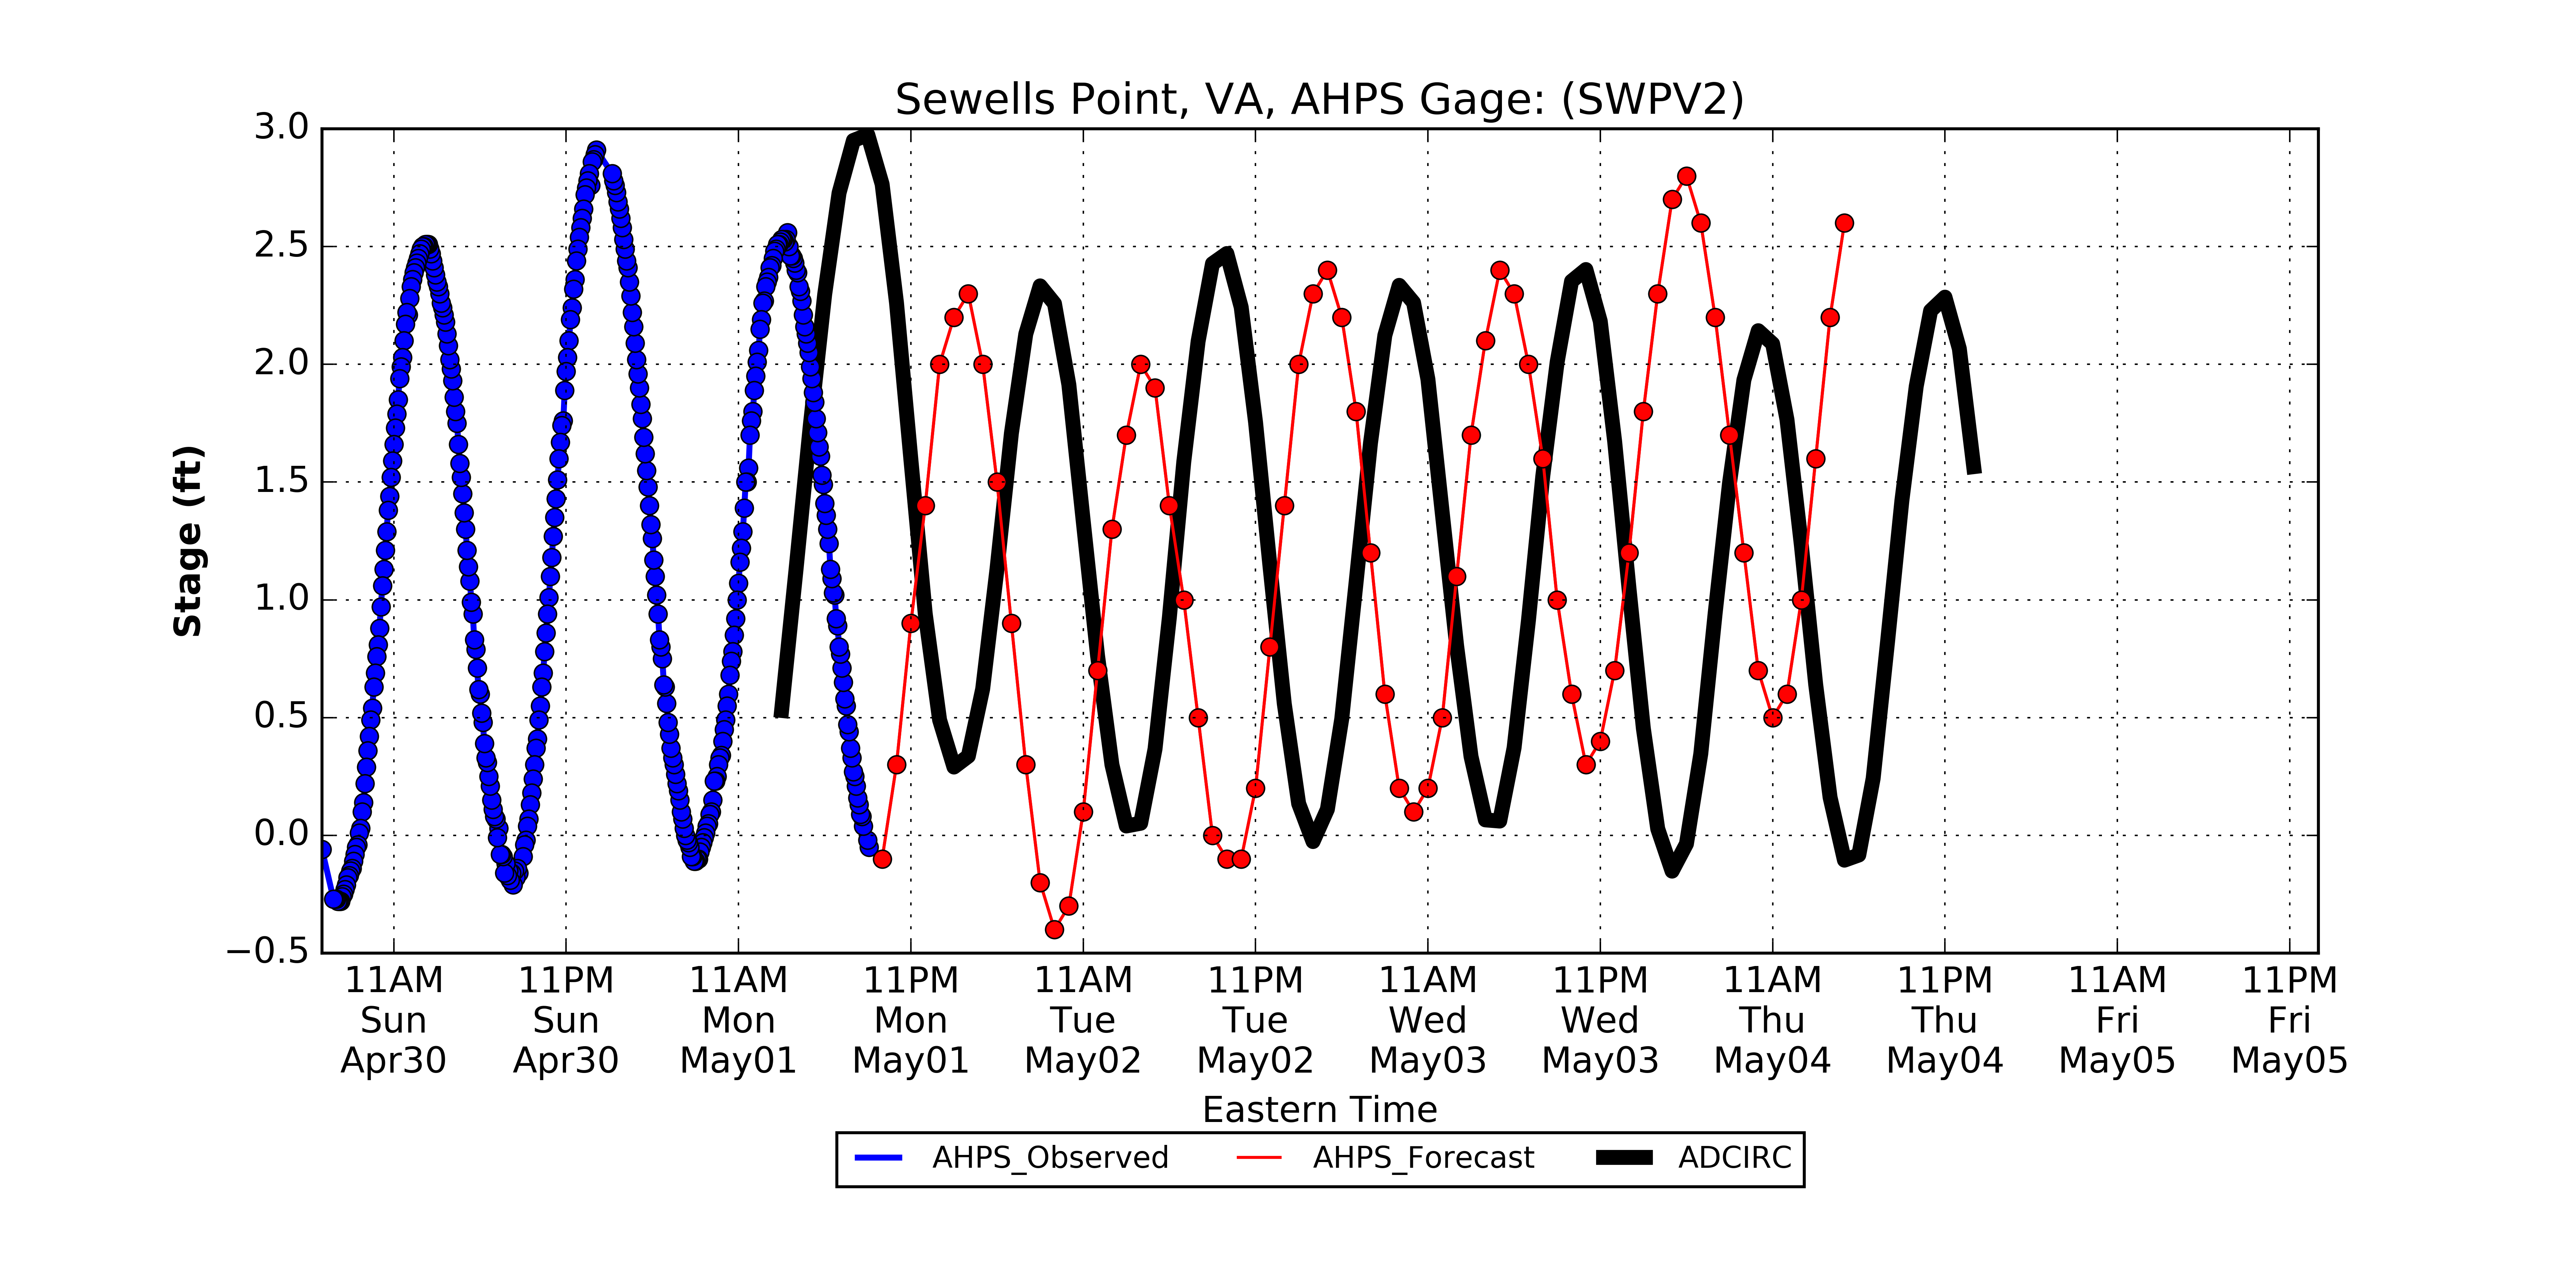 Sewells Point, VA, AHPS Gage: (SWPV2)
3.0
2.5
2.0
1.5
1.0
0.5
0.0
−0.5
Stage (ft)
11AM 11PM 11AM 11PM 11AM 11PM 11AM 11PM 11AM 11PM 11AM 11PM
Sun Sun Mon Mon Tue Tue Wed Wed Thu Thu Fri Fri
Apr30 Apr30 May01 May01 May02 May02 May03 May03 May04 May04 May05 May05
Eastern Time
AHPS_Observed AHPS_Forecast ADCIRC